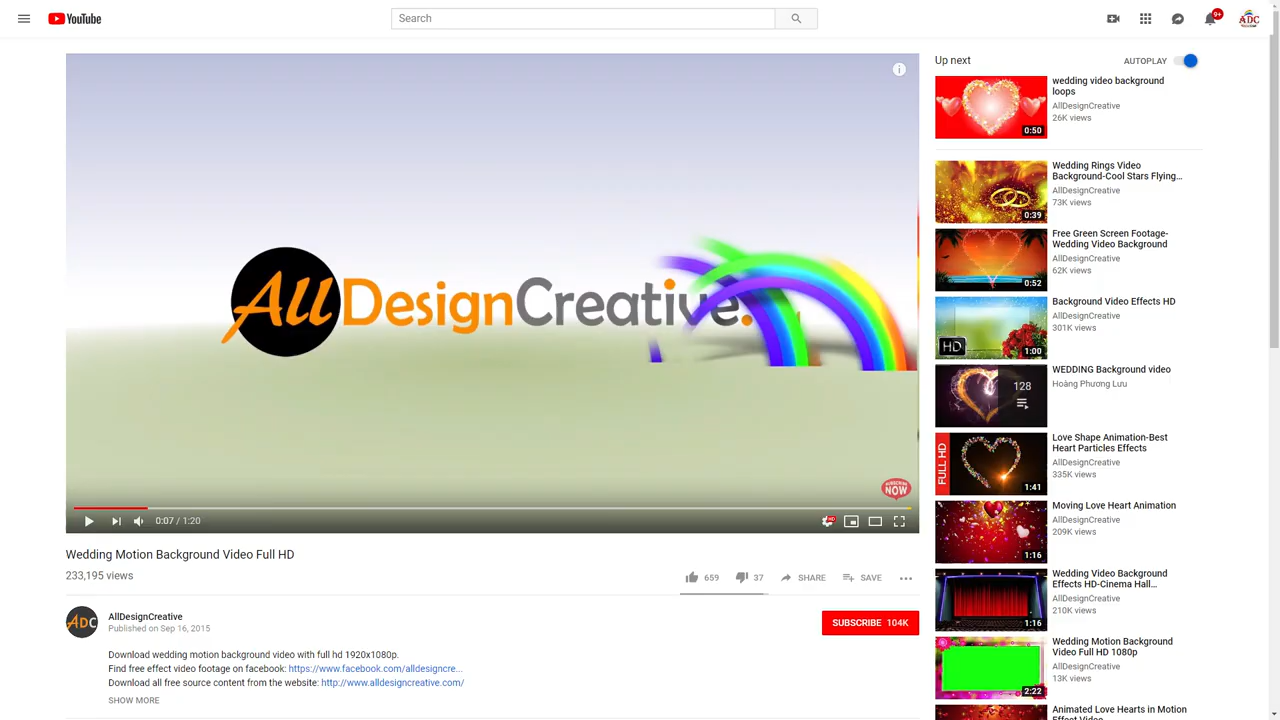 YouTube
Search
9+
ADC
AllDesignCreative.
SUBSCRIBE NOW
0:07 / 1:20
HD
Wedding Motion Background Video Full HD
233,195 views
659
37
SHARE
SAVE
ADC
AllDesignCreative
Published on Sep 16, 2015
SUBSCRIBE 104K
Download wedding motion background video with full hd 1920x1080p.
Find free effect video footage on facebook: https://www.facebook.com/alldesigncre...
Download all free source content from the website: http://www.alldesigncreative.com/
SHOW MORE
Up next
AUTOPLAY
wedding video background
loops
AllDesignCreative
26K views
0:50
Wedding Rings Video
Background-Cool Stars Flying…
AllDesignCreative
73K views
0:39
Free Green Screen Footage-
Wedding Video Background
AllDesignCreative
62K views
0:52
Background Video Effects HD
AllDesignCreative
301K views
HD
1:00
WEDDING Background video
Hoàng Phương Lưu
128
Love Shape Animation-Best
Heart Particles Effects
AllDesignCreative
335K views
FULL HD
1:41
Moving Love Heart Animation
AllDesignCreative
209K views
1:16
Wedding Video Background
Effects HD-Cinema Hall…
AllDesignCreative
210K views
1:16
Wedding Motion Background
Video Full HD 1080p
AllDesignCreative
13K views
2:22
Animated Love Hearts in Motion
Effect Video